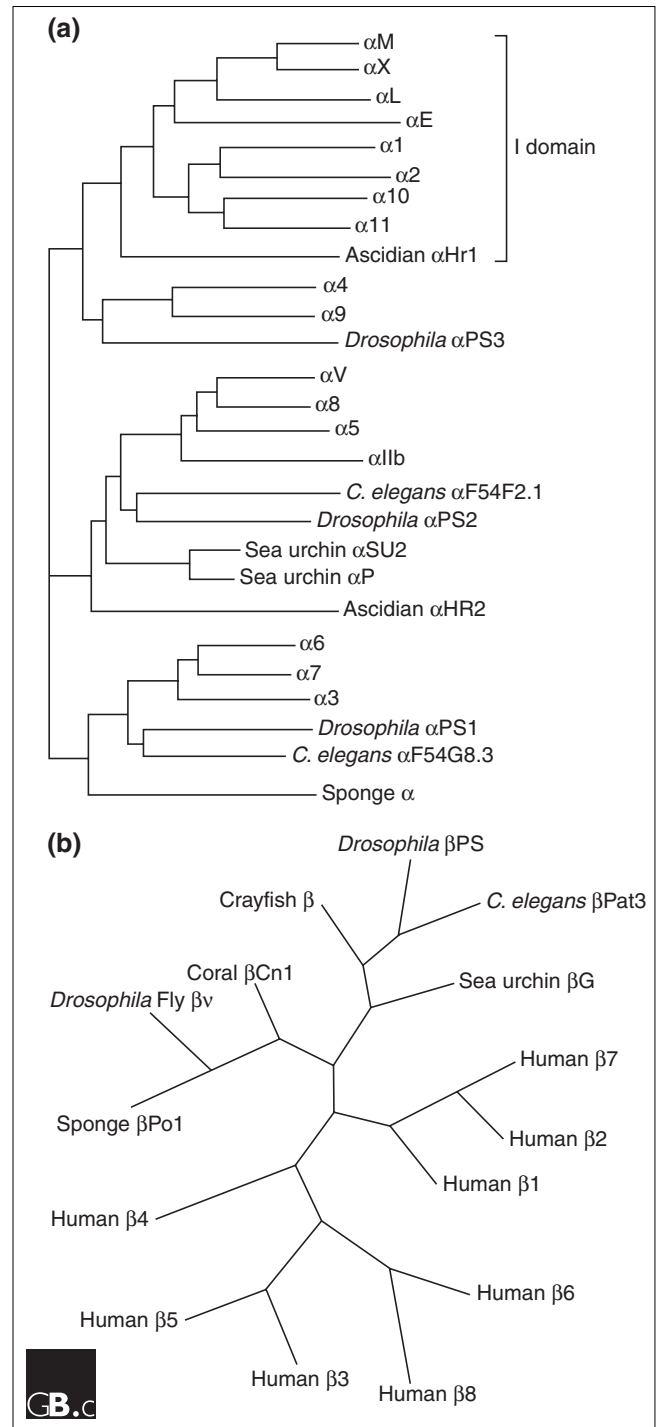 (a)
αM
αX
αL
αE
α1
α2
α10
α11
Ascidian αHr1
I domain
α4
α9
Drosophila αPS3
αV
α8
α5
αIIb
C. elegans αF54F2.1
Drosophila αPS2
Sea urchin αSU2
Sea urchin αP
Ascidian αHR2
α6
α7
α3
Drosophila αPS1
C. elegans αF54G8.3
Sponge α
(b)
Drosophila βPS
Crayfish β
C. elegans βPat3
Coral βCn1
Sea urchin βG
Drosophila Fly βν
Human β7
Sponge βPo1
Human β2
Human β1
Human β4
Human β6
Human β5
Human β3
Human β8
GB.c